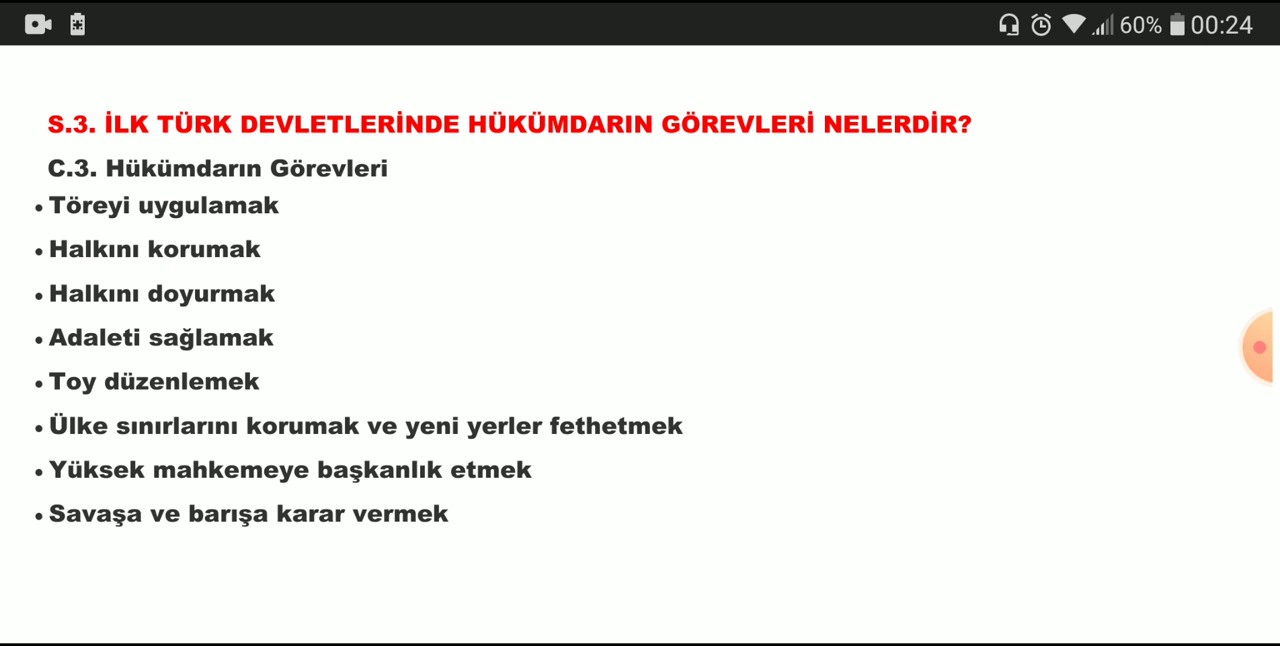 60% 00:24
S.3. İLK TÜRK DEVLETLERİNDE HÜKÜMDARIN GÖREVLERİ NELERDİR?
C.3. Hükümdarın Görevleri
• Töreyi uygulamak
• Halkını korumak
• Halkını doyurmak
• Adaleti sağlamak
• Toy düzenlemek
• Ülke sınırlarını korumak ve yeni yerler fethetmek
• Yüksek mahkemeye başkanlık etmek
• Savaşa ve barışa karar vermek